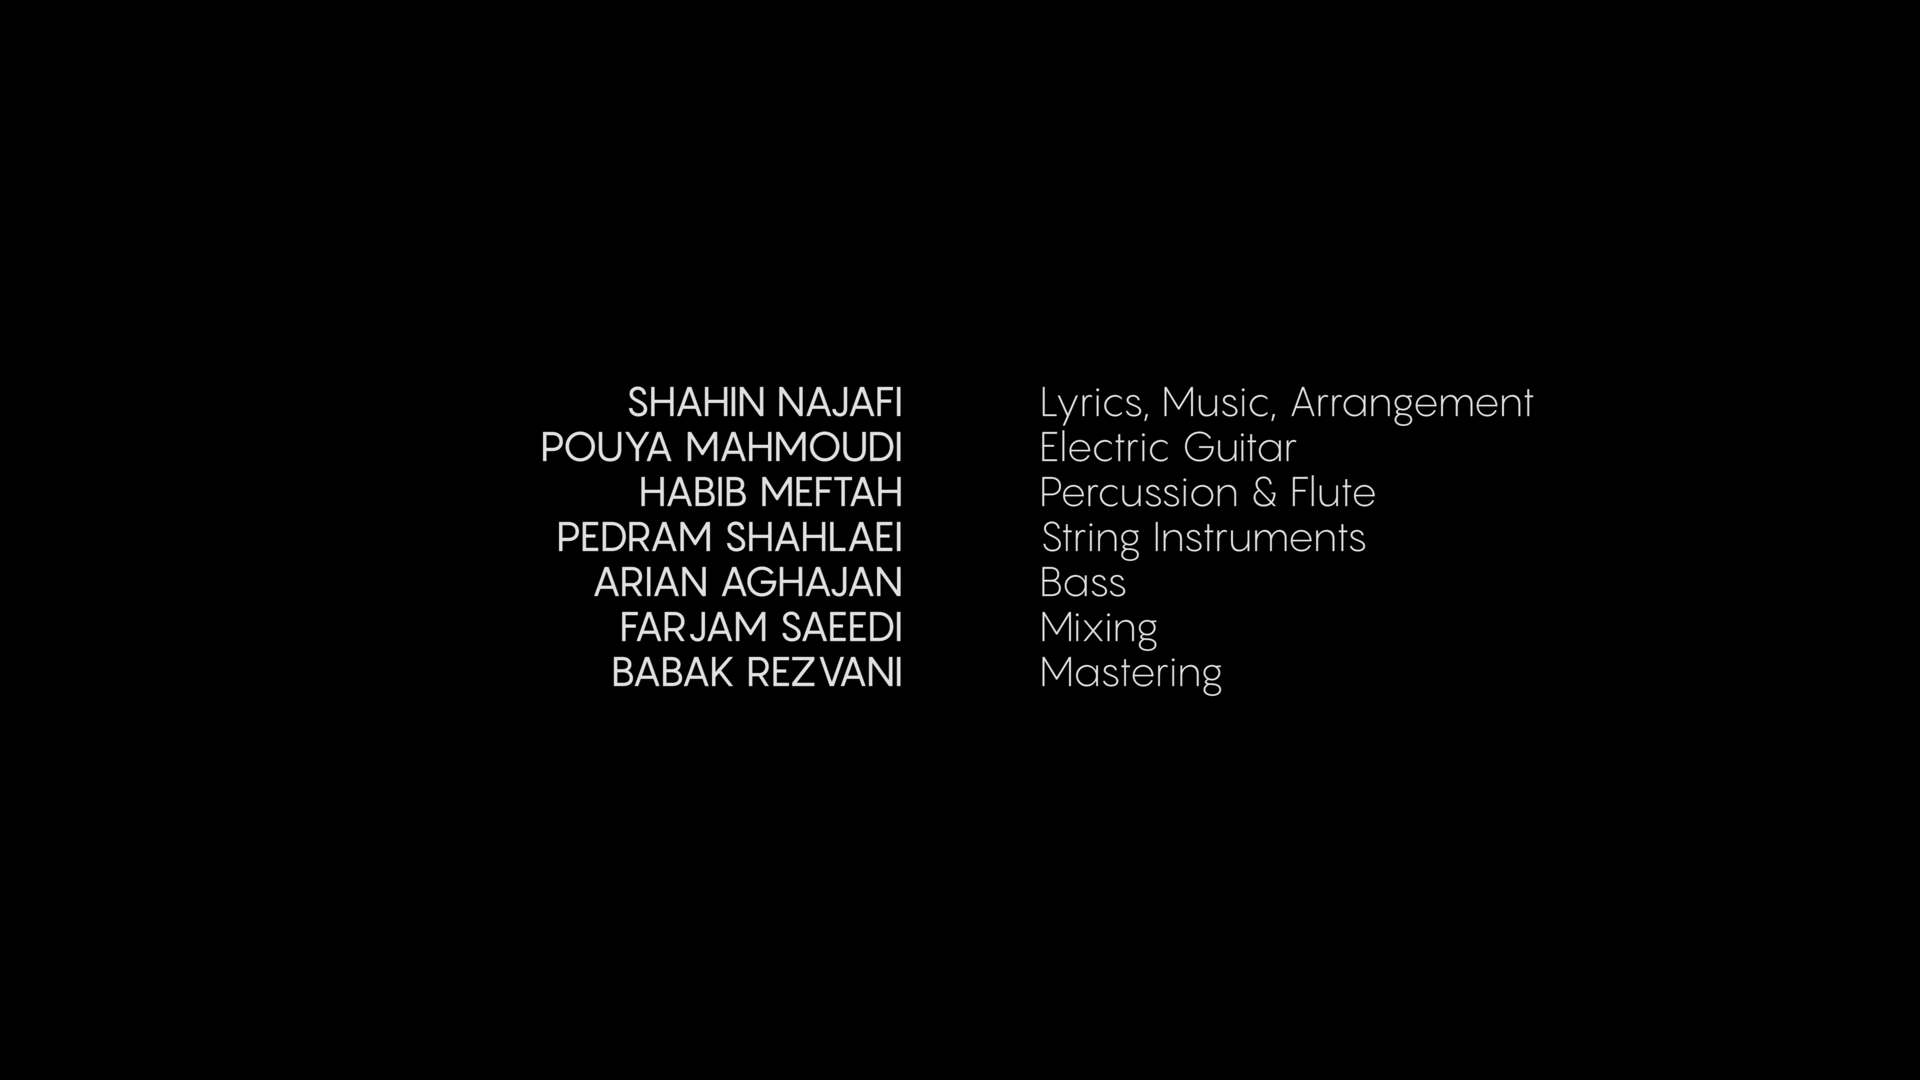 SHAHIN NAJAFI Lyrics, Music, Arrangement
POUYA MAHMOUDI Electric Guitar
HABIB MEFTAH Percussion & Flute
PEDRAM SHAHLAEI String Instruments
ARIAN AGHAJAN Bass
FARJAM SAEEDI Mixing
BABAK REZVANI Mastering